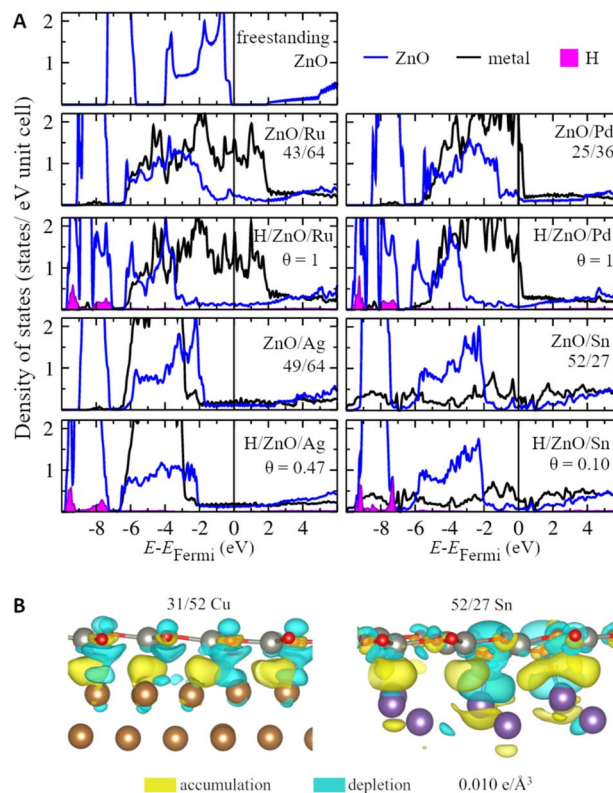 A
freestanding
ZnO
ZnO
metal
H
Density of states (states/ eV unit cell)
2
1
ZnO/Ru
43/64
2
1
ZnO/Pd
25/36
H/ZnO/Ru
θ = 1
2
1
H/ZnO/Pd
θ = 1
ZnO/Ag
49/64
2
1
ZnO/Sn
52/27
2
1
H/ZnO/Ag
θ = 0.47
2
1
H/ZnO/Sn
θ = 0.10
-8 -6 -4 -2 0 2 4
-8 -6 -4 -2 0 2 4
E-EFermi (eV)
E-EFermi (eV)
B
31/52 Cu
52/27 Sn
accumulation
depletion
0.010 e/Å³